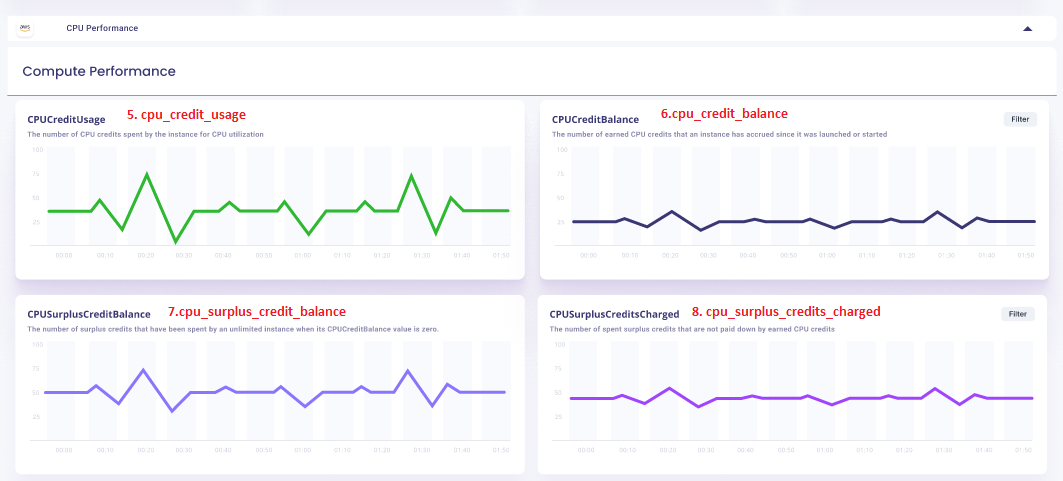 aws
CPU Performance
Compute Performance
CPUCreditUsage
5. cpu_credit_usage
The number of CPU credits spent by the instance for CPU utilization
100
75
50
25
00:00 00:10 00:20 00:30 00:40 00:50 01:00 01:10 01:20 01:30 01:40 01:50
CPUCreditBalance
6.cpu_credit_balance
Filter
The number of earned CPU credits that an instance has accrued since it was launched or started
100
75
50
25
00:00 00:10 00:20 00:30 00:40 00:50 01:00 01:10 01:20 01:30 01:40 01:50
CPUSurplusCreditBalance
7.cpu_surplus_credit_balance
The number of surplus credits that have been spent by an unlimited instance when its CPUCreditBalance value is zero.
100
75
50
25
00:00 00:10 00:20 00:30 00:40 00:50 01:00 01:10 01:20 01:30 01:40 01:50
CPUSurplusCreditsCharged
8. cpu_surplus_credits_charged
Filter
The number of spent surplus credits that are not paid down by earned CPU credits
100
75
50
25
00:00 00:10 00:20 00:30 00:40 00:50 01:00 01:10 01:20 01:30 01:40 01:50